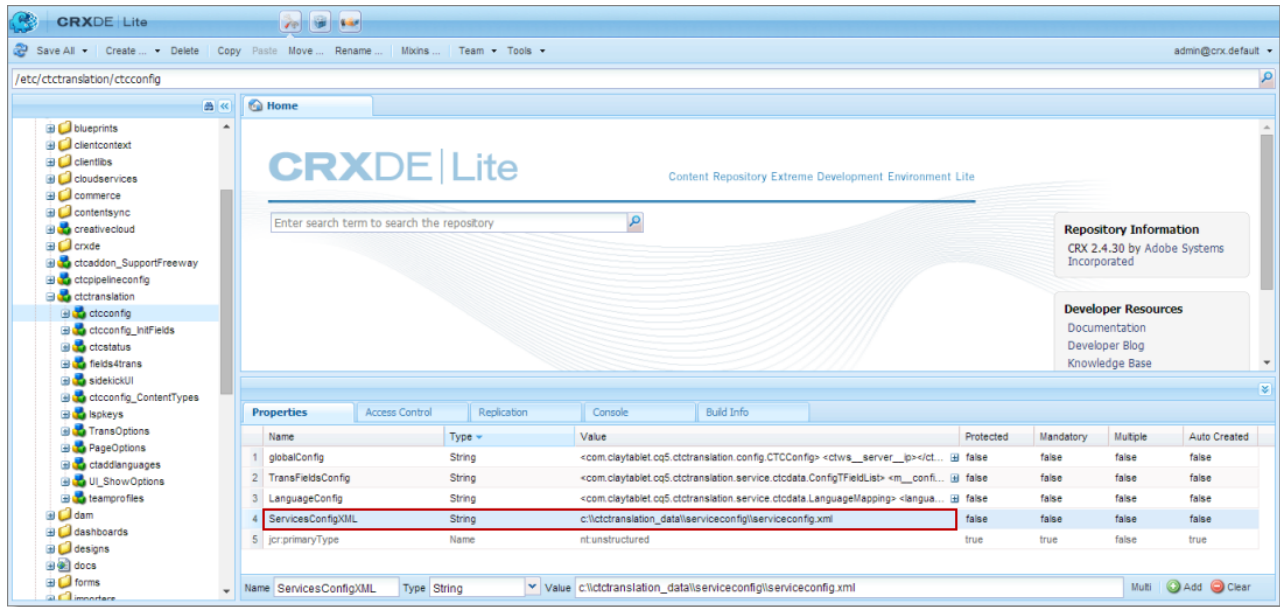 CRXDE | Lite
Save All Create ... Delete Copy Paste Move ... Rename ... Mixins ... Team Tools admin@crx.default
/etc/ctctranslation/ctcconfig
Home
blueprints
clientcontext
clientlibs
cloudservices
commerce
contentsync
creativecloud
crxde
ctcaddon_SupportFreeway
ctcpipelineconfig
ctctranslation
ctcconfig
ctcconfig_InitFields
ctcstatus
fields4trans
sidekickUI
ctcconfig_ContentTypes
lspkeys
TransOptions
PageOptions
ctaddlanguages
UI_ShowOptions
teamprofiles
dam
dashboards
designs
docs
forms
importers
CRXDE | Lite
Content Repository Extreme Development Environment Lite
Enter search term to search the repository
Repository Information
CRX 2.4.30 by Adobe Systems
Incorporated
Developer Resources
Documentation
Developer Blog
Knowledge Base
Properties Access Control Replication Console Build Info
Name Type Value Protected Mandatory Multiple Auto Created
1 globalConfig String <com.claytablet.cq5.ctctranslation.config.CTCConfig> <ctws__server__ip></ct... false false false false
2 TransFieldsConfig String <com.claytablet.cq5.ctctranslation.service.ctcdata.ConfigTFieldList> <m__confi... false false false false
3 LanguageConfig String <com.claytablet.cq5.ctctranslation.service.ctcdata.LanguageMapping> <langua... false false false false
4 ServicesConfigXML String c:\\ctctranslation_data\\serviceconfig\\serviceconfig.xml false false false false
5 jcr:primaryType Name nt:unstructured true true false true
Name ServicesConfigXML Type String Value c:\\ctctranslation_data\\serviceconfig\\serviceconfig.xml Multi Add Clear